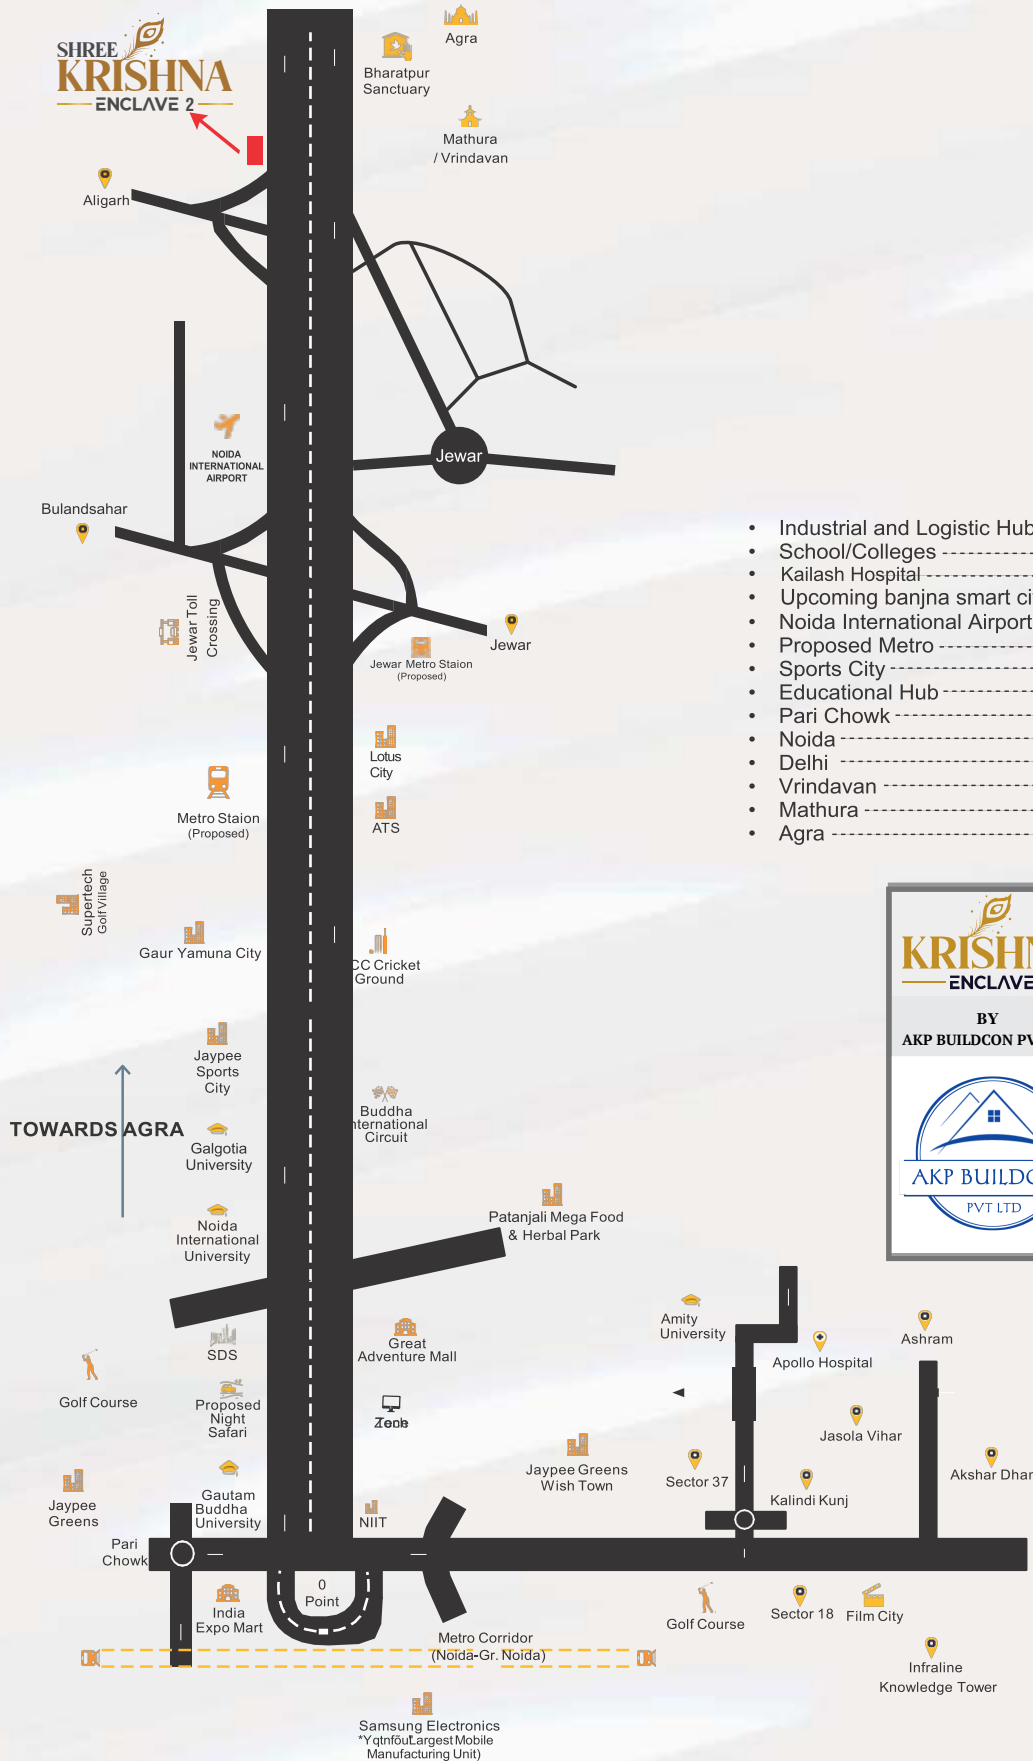 SHREE
KRISHNA
ENCLAVE 2
Agra
Bharatpur
Sanctuary
Mathura
/ Vrindavan
Aligarh
Jewar
NOIDA
INTERNATIONAL
AIRPORT
Bulandsahar
Jewar Toll
Crossing
Jewar
Jewar Metro Staion
(Proposed)
• Industrial and Logistic Hub
• School/Colleges
• Kailash Hospital
• Upcoming banjna smart ci
• Noida International Airport
• Proposed Metro
• Sports City
• Educational Hub
• Pari Chowk
• Noida
• Delhi
• Vrindavan
• Mathura
• Agra
Lotus
City
Metro Staion
(Proposed)
ATS
Supertech
Golf Village
Gaur Yamuna City
CC Cricket
Ground
KRISHN
ENCLAVE
BY
AKP BUILDCON PV
AKP BUILDC
PVT LTD
Jaypee
Sports
City
Buddha
nternational
Circuit
TOWARDS AGRA
Galgotia
University
Noida
International
University
Patanjali Mega Food
& Herbal Park
SDS
Great
Adventure Mall
Amity
University
Apollo Hospital
Ashram
Golf Course
Proposed
Night
Safari
Jasola Vihar
Jaypee Greens
Wish Town
Sector 37
Kalindi Kunj
Akshar Dhar
Jaypee
Greens
Gautam
Buddha
University
NIIT
Pari
Chowk
0
Point
India
Expo Mart
Golf Course
Sector 18
Film City
Metro Corridor
(Noida-Gr. Noida)
Infraline
Knowledge Tower
Samsung Electronics
Largest Mobile
Manufacturing Unit)